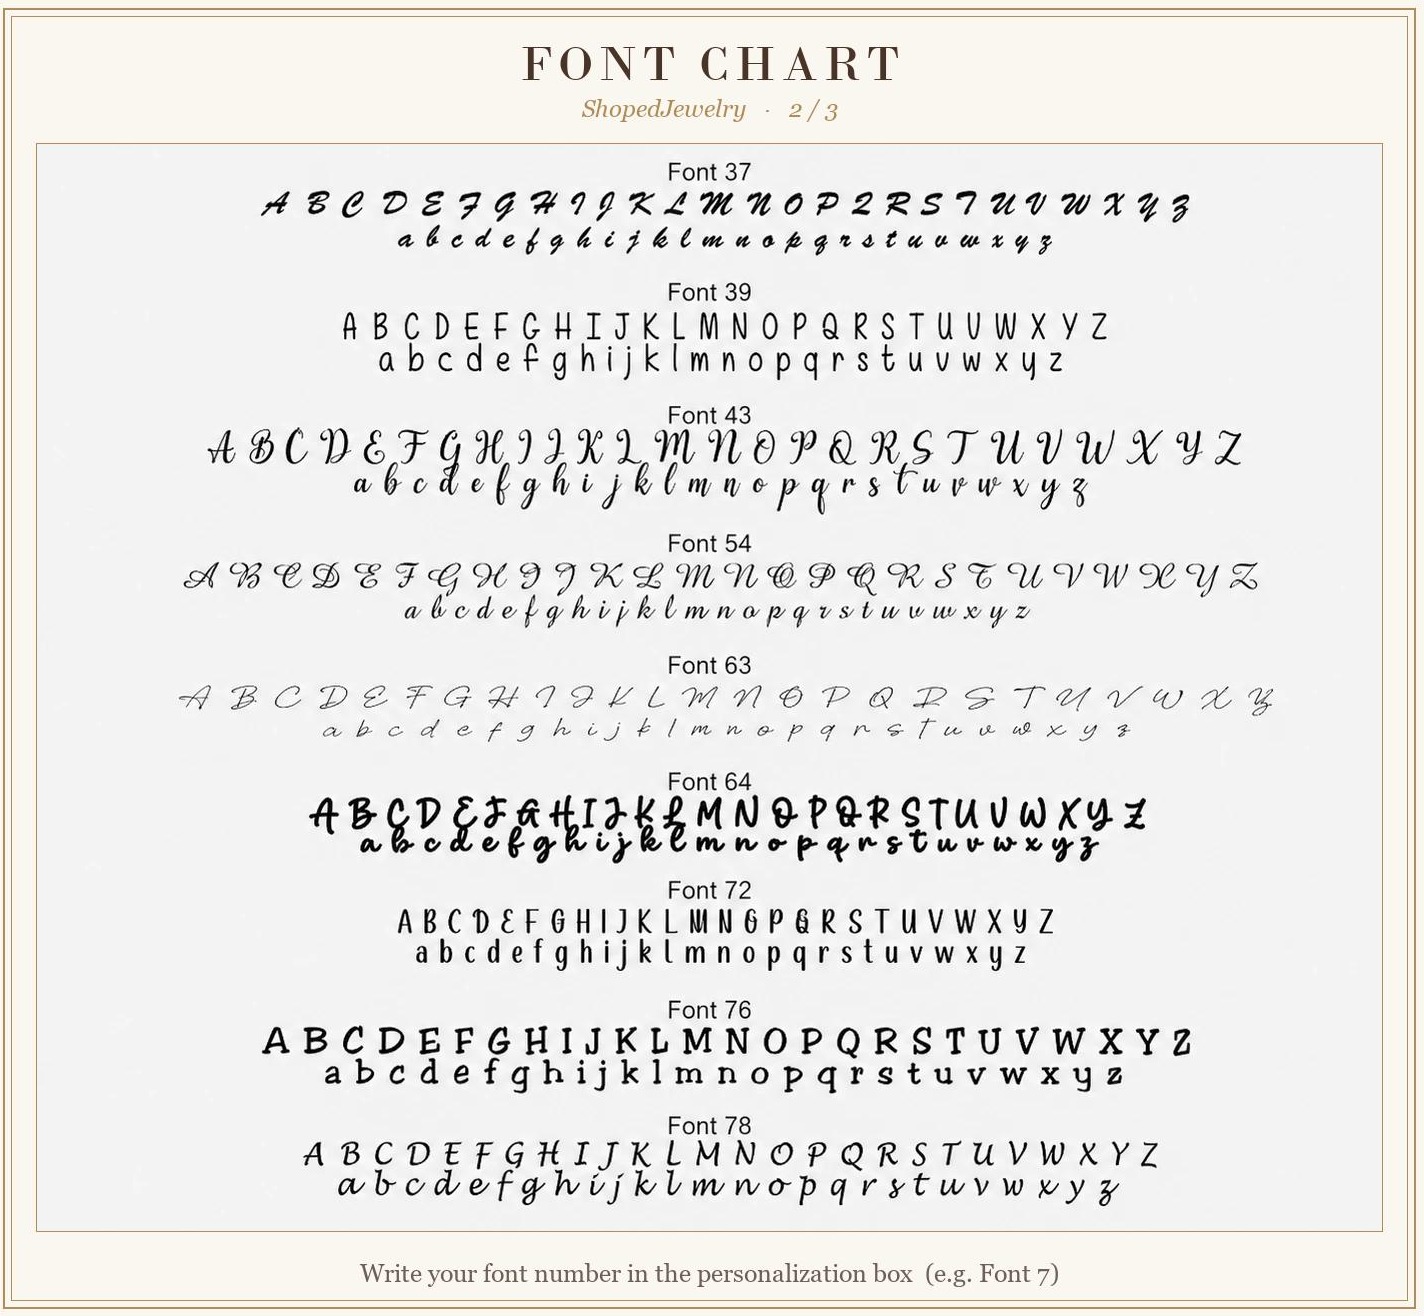 FONT CHART
ShopedJewelry · 2 / 3
Font 37
A B C D E F G H I J K L M N O P Q R S T U V W X Y Z
a b c d e f g h i j k l m n o p q r s t u v w x y z
Font 39
A B C D E F G H I J K L M N O P Q R S T U V W X Y Z
a b c d e f g h i j k l m n o p q r s t u v w x y z
Font 43
A B C D E F G H I J K L M N O P Q R S T U V W X Y Z
a b c d e f g h i j k l m n o p q r s t u v w x y z
Font 54
A B C D E F G H I J K L M N O P Q R S T U V W X Y Z
a b c d e f g h i j k l m n o p q r s t u v w x y z
Font 63
A B C D E F G H I J K L M N O P Q R S T U V W X Y
a b c d e f g h i j k l m n o p q r s t u v w x y z
Font 64
A B C D E F G H I J K L M N O P Q R S T U V W X Y Z
a b c d e f g h i j k l m n o p q r s t u v w x y z
Font 72
A B C D E F G H I J K L M N O P Q R S T U V W X Y Z
a b c d e f g h i j k l m n o p q r s t u v w x y z
Font 76
A B C D E F G H I J K L M N O P Q R S T U V W X Y Z
a b c d e f g h i j k l m n o p q r s t u v w x y z
Font 78
A B C D E F G H I J K L M N O P Q R S T U V W X Y Z
a b c d e f g h i j k l m n o p q r s t u v w x y z
Write your font number in the personalization box (e.g. Font 7)